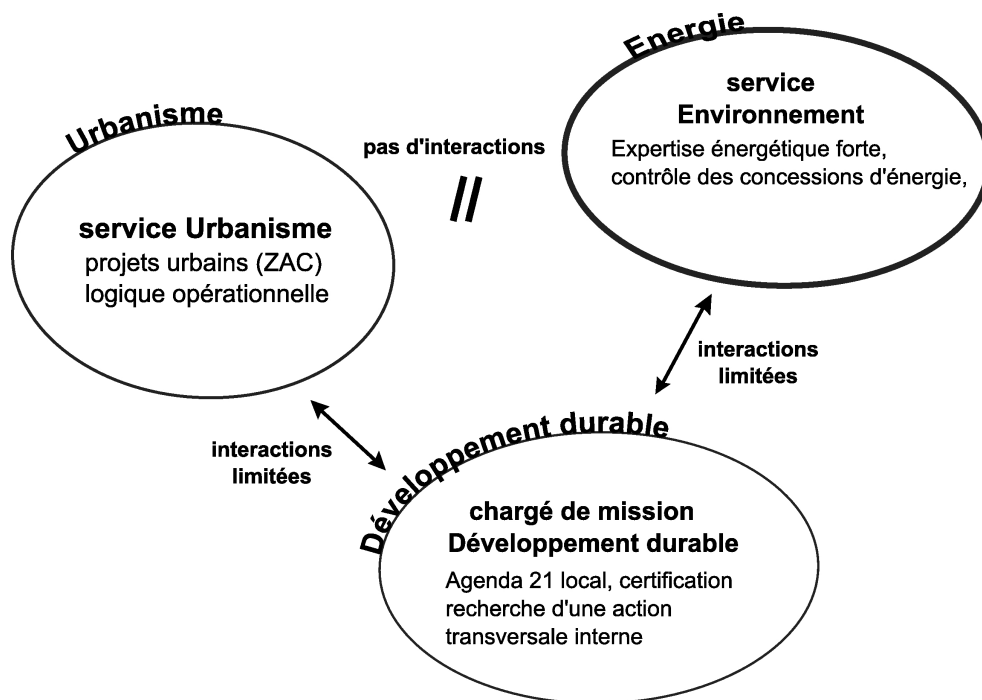 Energie
service
Environnement
Expertise énergétique forte,
contrôle des concessions d'énergie,
Urbanisme
pas d'interactions
service Urbanisme
projets urbains (ZAC)
logique opérationnelle
interactions
limitées
interactions
limitées
Développement durable
chargé de mission
Développement durable
Agenda 21 local, certification
recherche d'une action
transversale interne